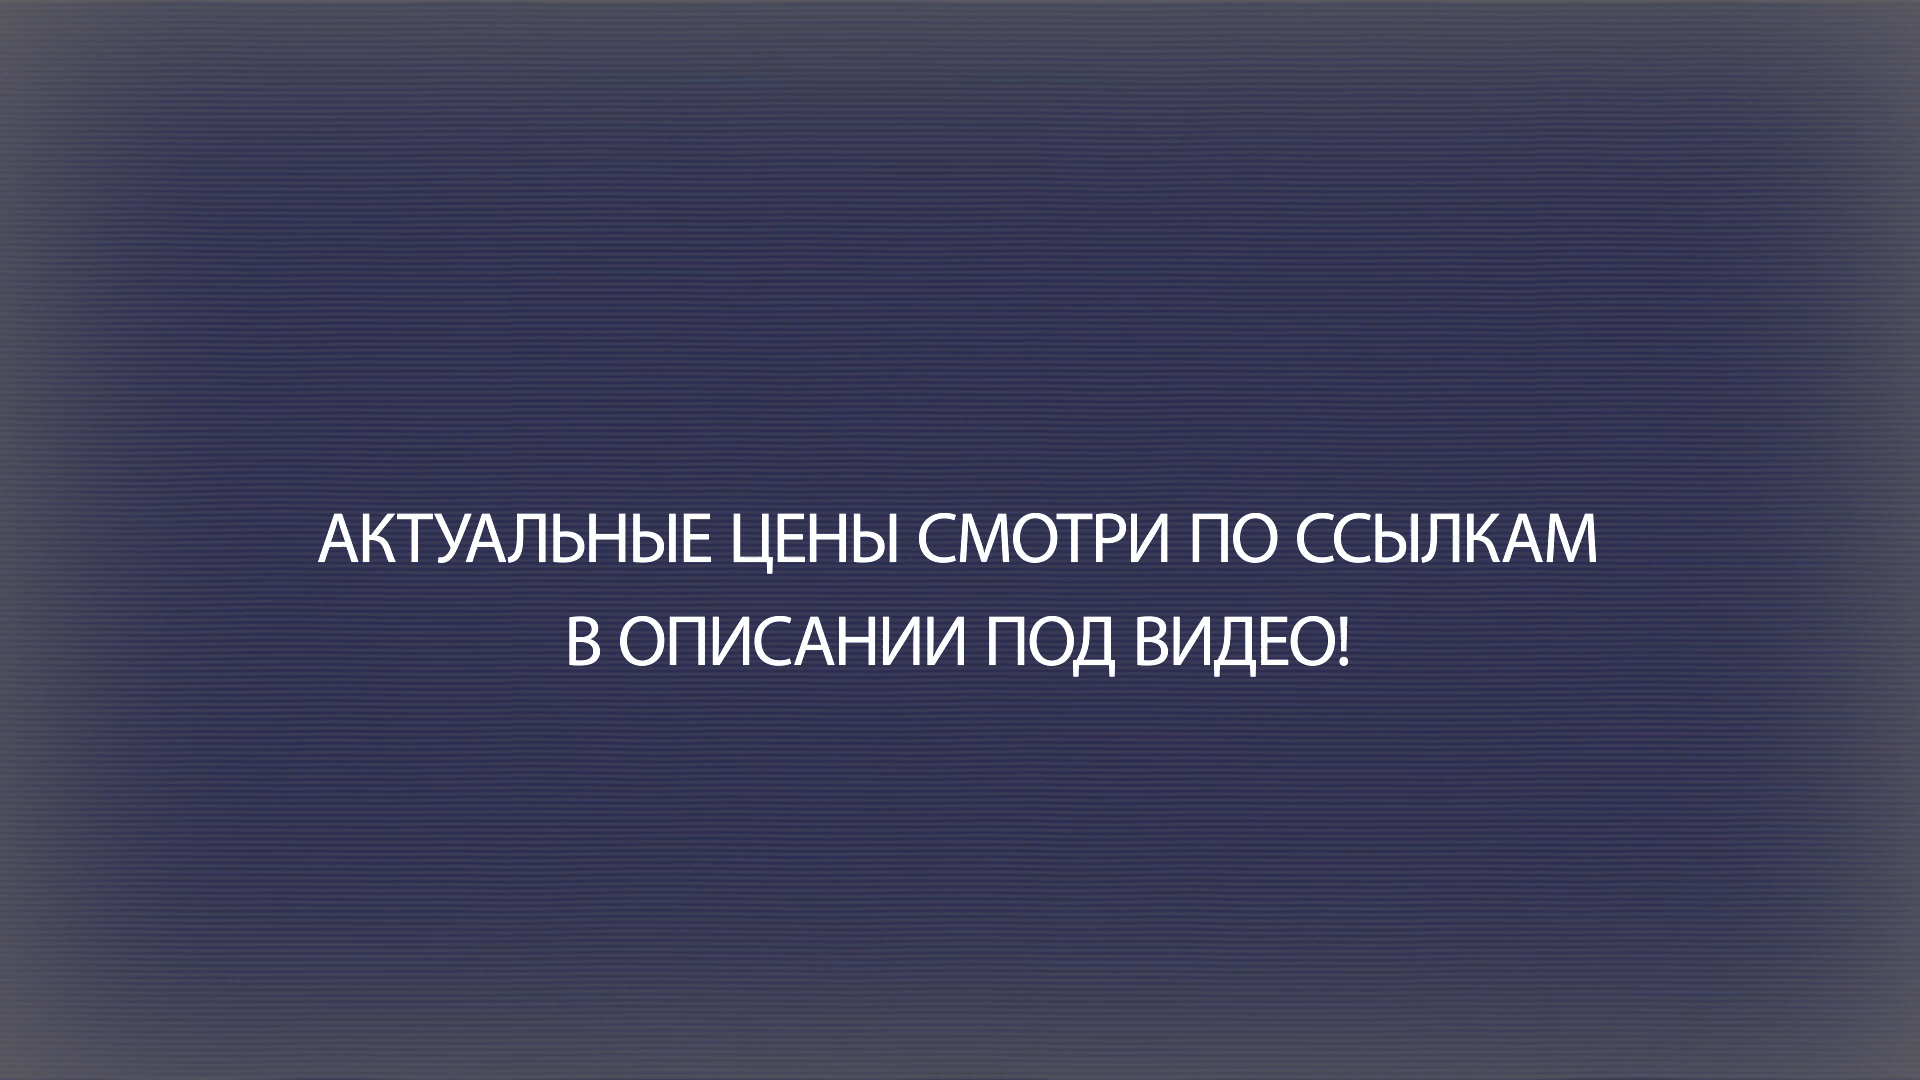 АКТУАЛЬНЫЕ ЦЕНЫ СМОТРИ ПО ССЫЛКАМ
В ОПИСАНИИ ПОД ВИДЕО!